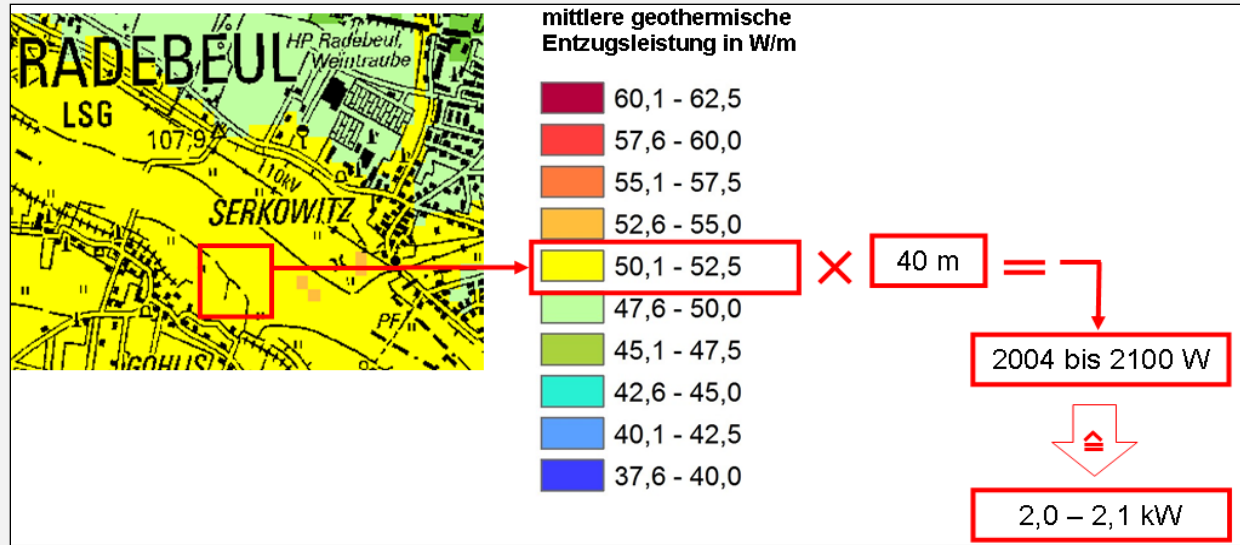 RADEBEUL
HP Radebeul,
Weintraube
LSG
107,9
110kV
SERKOWITZ
PF
GOHLIS
mittlere geothermische
Entzugsleistung in W/m
60,1 - 62,5
57,6 - 60,0
55,1 - 57,5
52,6 - 55,0
50,1 - 52,5
47,6 - 50,0
45,1 - 47,5
42,6 - 45,0
40,1 - 42,5
37,6 - 40,0
× 40 m =
2004 bis 2100 W
≙
2,0 – 2,1 kW